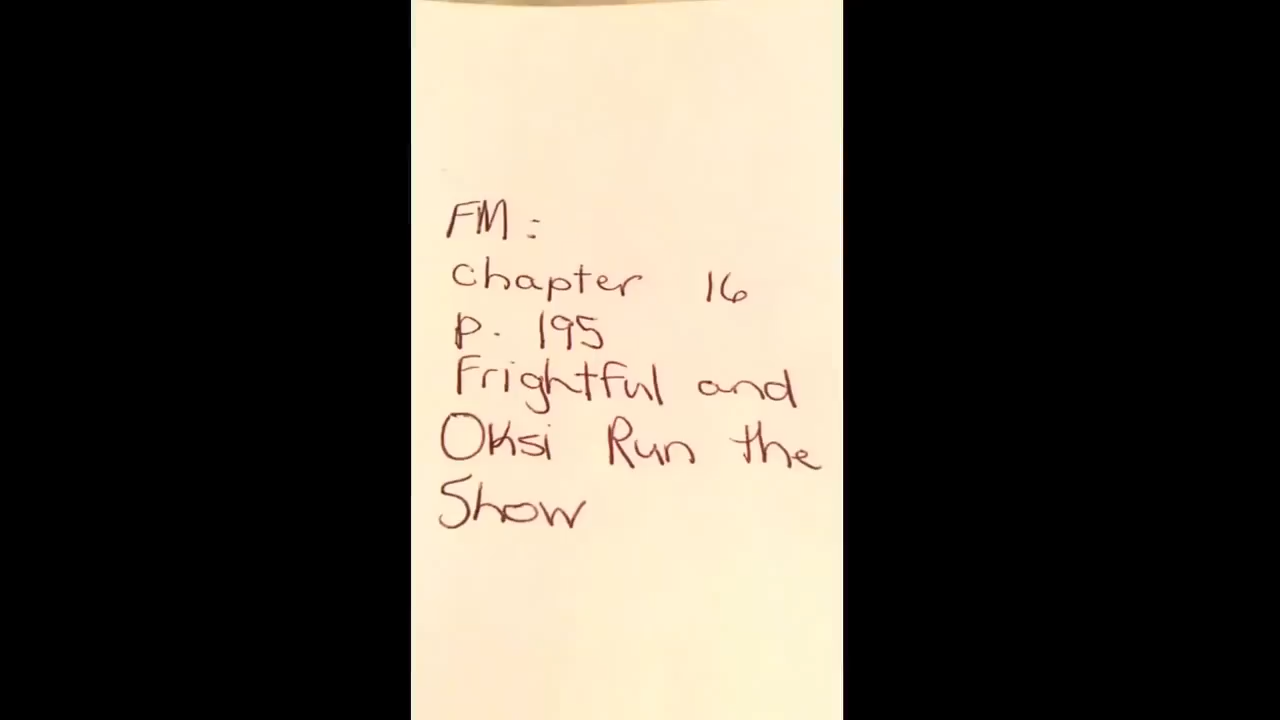 FM:
Chapter 16
p. 195
Frightful and
Oksi Run the
Show